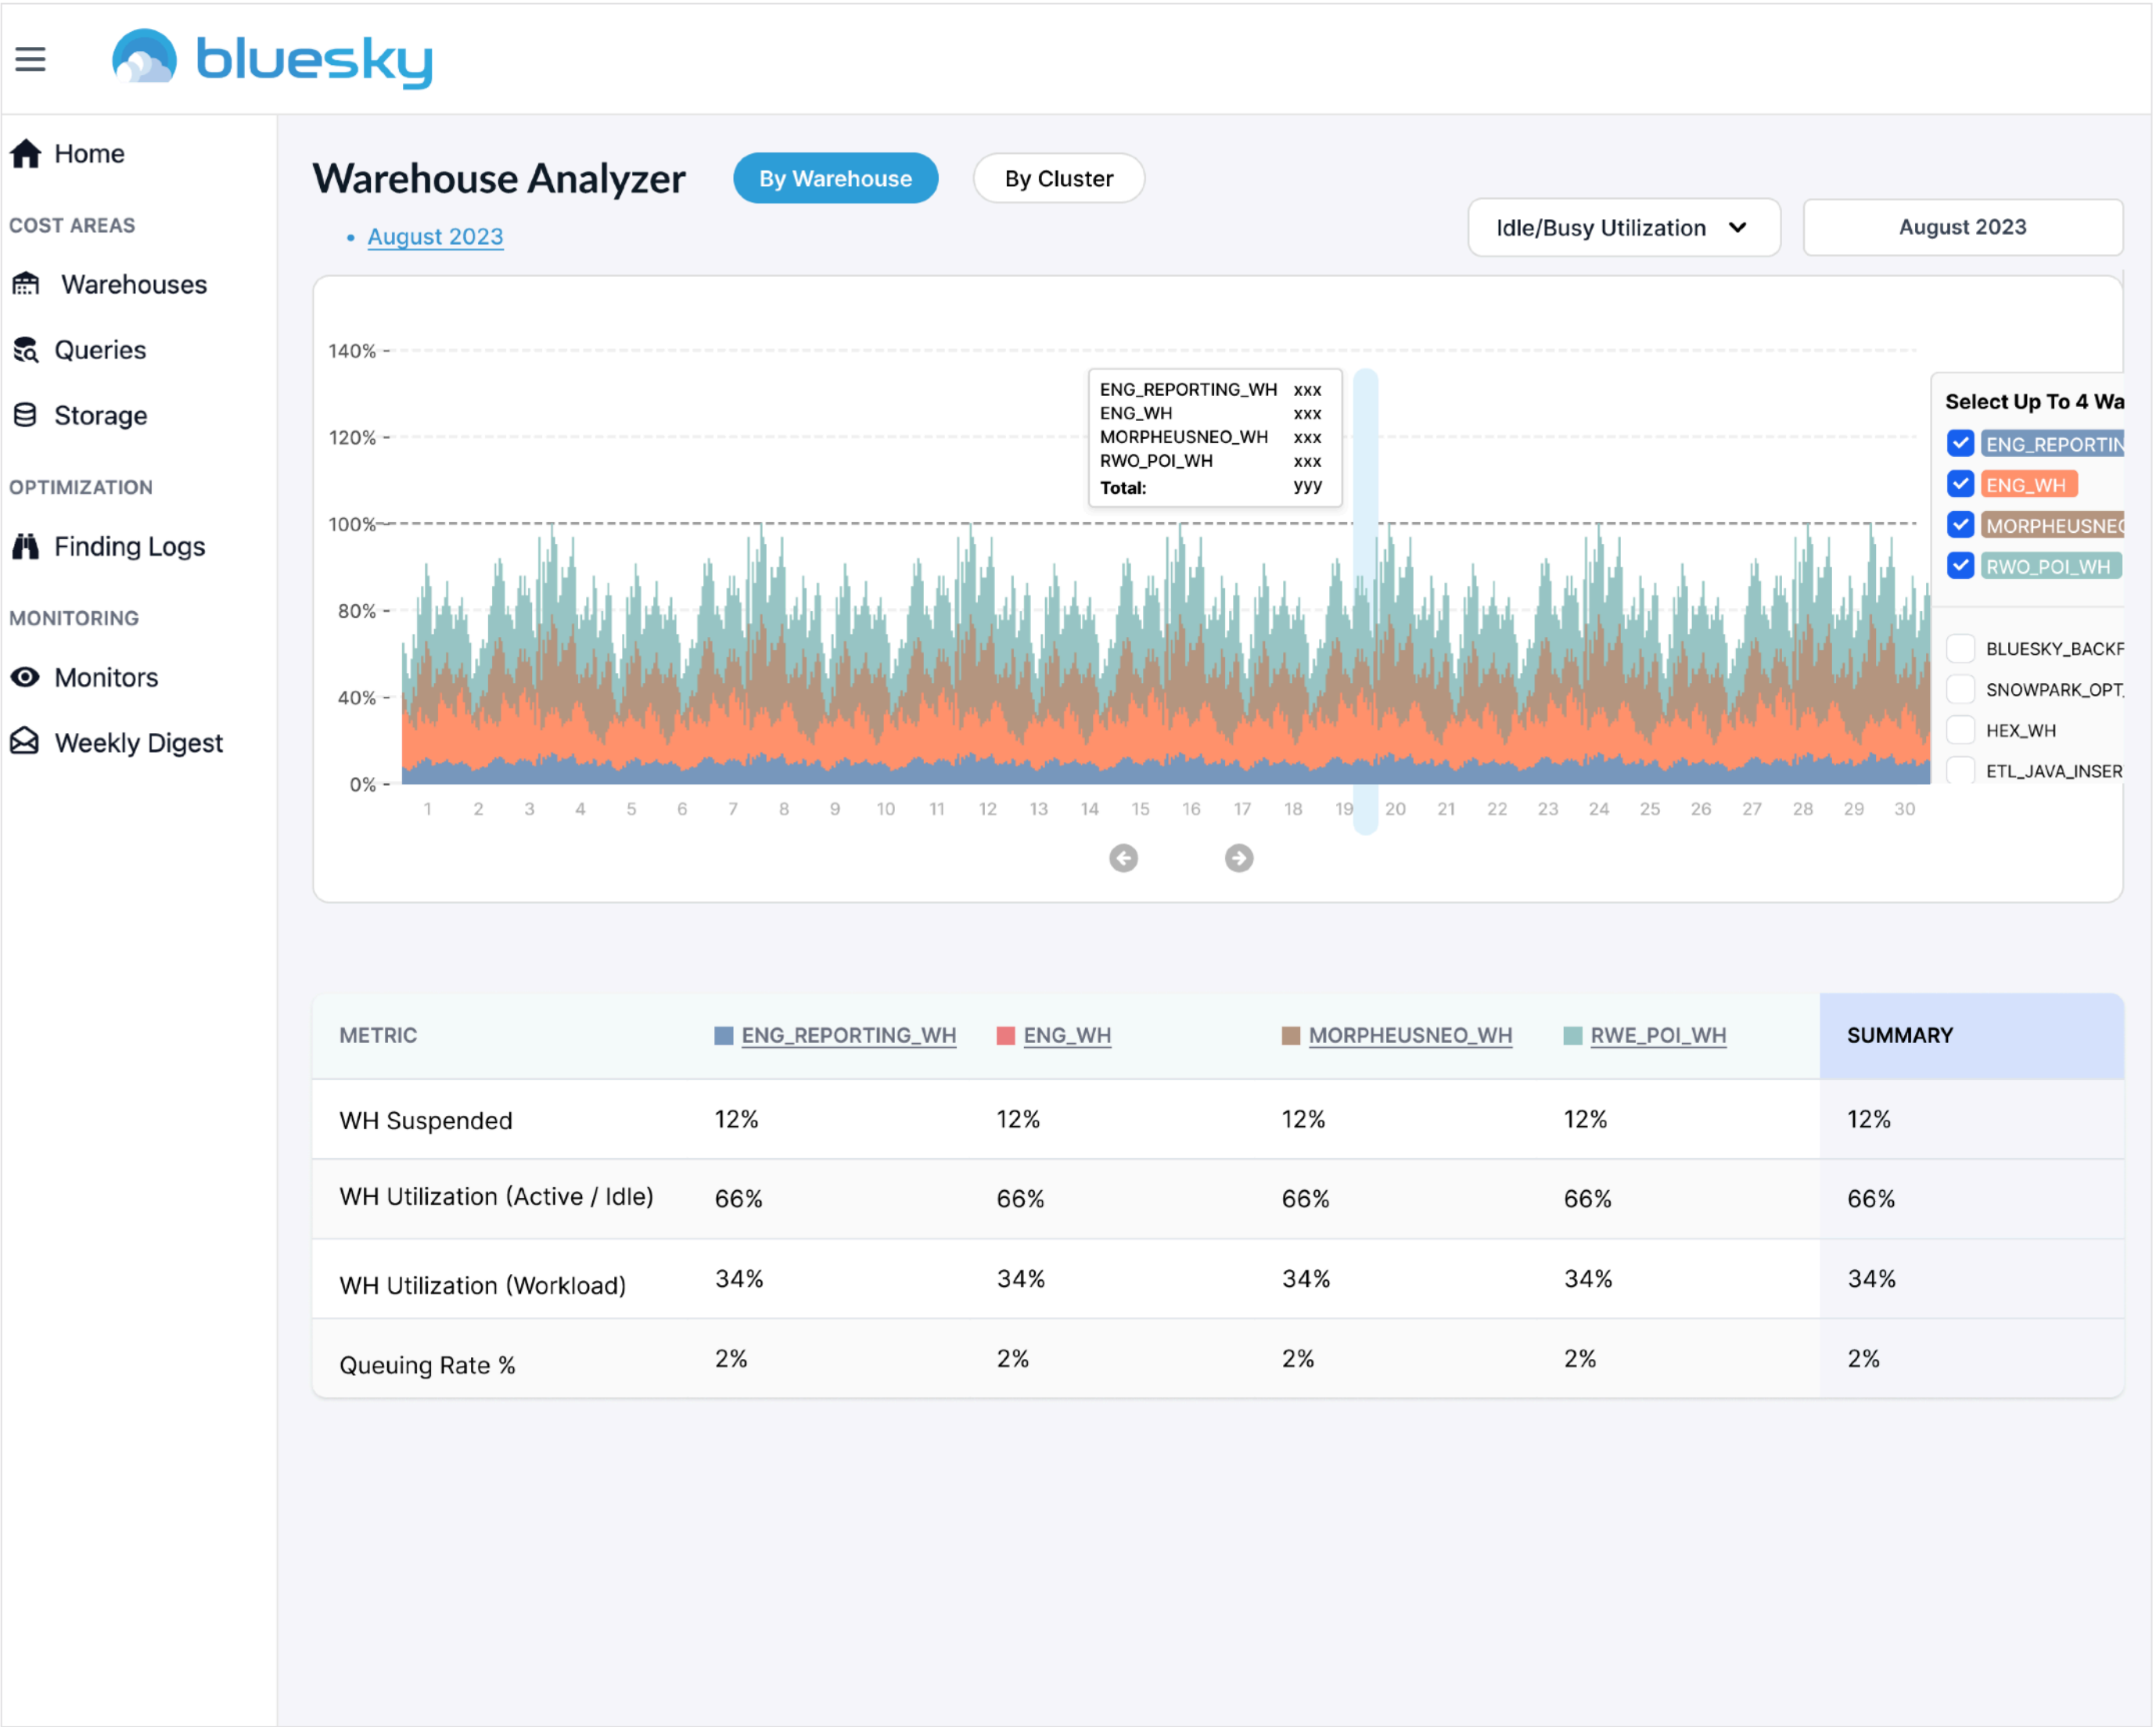 bluesky
Home
COST AREAS
Warehouses
Queries
Storage
OPTIMIZATION
Finding Logs
MONITORING
Monitors
Weekly Digest
Warehouse Analyzer
By Warehouse
By Cluster
August 2023
Idle/Busy Utilization
August 2023
140%
120%
100%
80%
40%
0%
ENG_REPORTING_WH xxx
ENG_WH xxx
MORPHEUSNEO_WH xxx
RWO_POI_WH xxx
Total: yyy
1 2 3 4 5 6 7 8 9 10 11 12 13 14 15 16 17 18 19 20 21 22 23 24 25 26 27 28 29 30
Select Up To 4 Wa
ENG_REPORTIN
ENG_WH
MORPHEUSNEO
RWO_POI_WH
BLUESKY_BACKF
SNOWPARK_OPT_
HEX_WH
ETL_JAVA_INSER
METRIC ENG_REPORTING_WH ENG_WH MORPHEUSNEO_WH RWE_POI_WH SUMMARY
WH Suspended 12% 12% 12% 12% 12%
WH Utilization (Active / Idle) 66% 66% 66% 66% 66%
WH Utilization (Workload) 34% 34% 34% 34% 34%
Queuing Rate % 2% 2% 2% 2% 2%